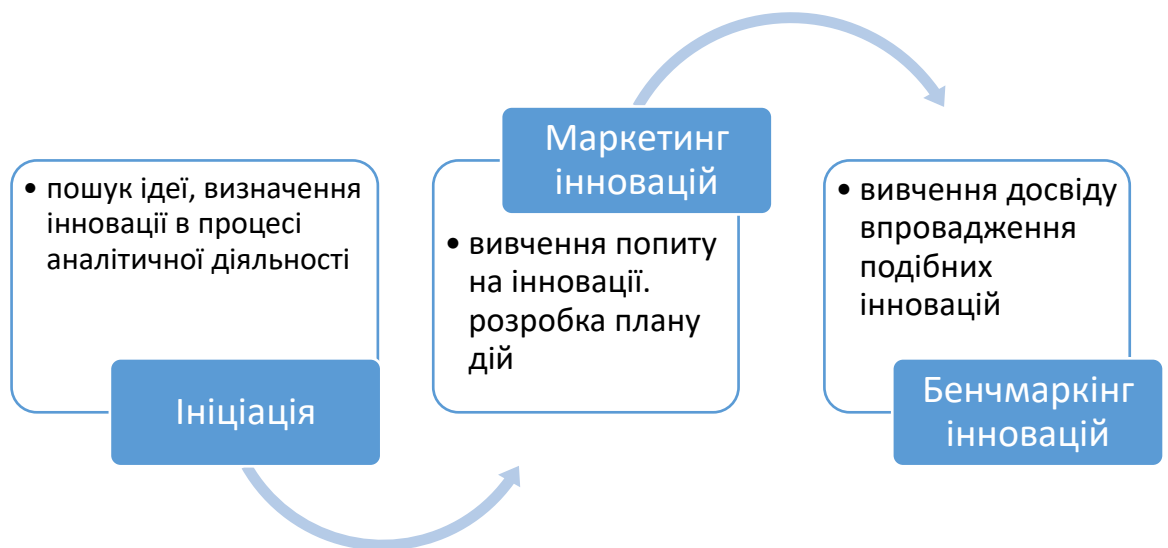 • пошук ідеї, визначення
інновації в процесі
аналітичної діяльності
Ініціація
Маркетинг
інновацій
• вивчення попиту
на інновації.
розробка плану
дій
• вивчення досвіду
впровадження
подібних
інновацій
Бенчмаркінг
інновацій